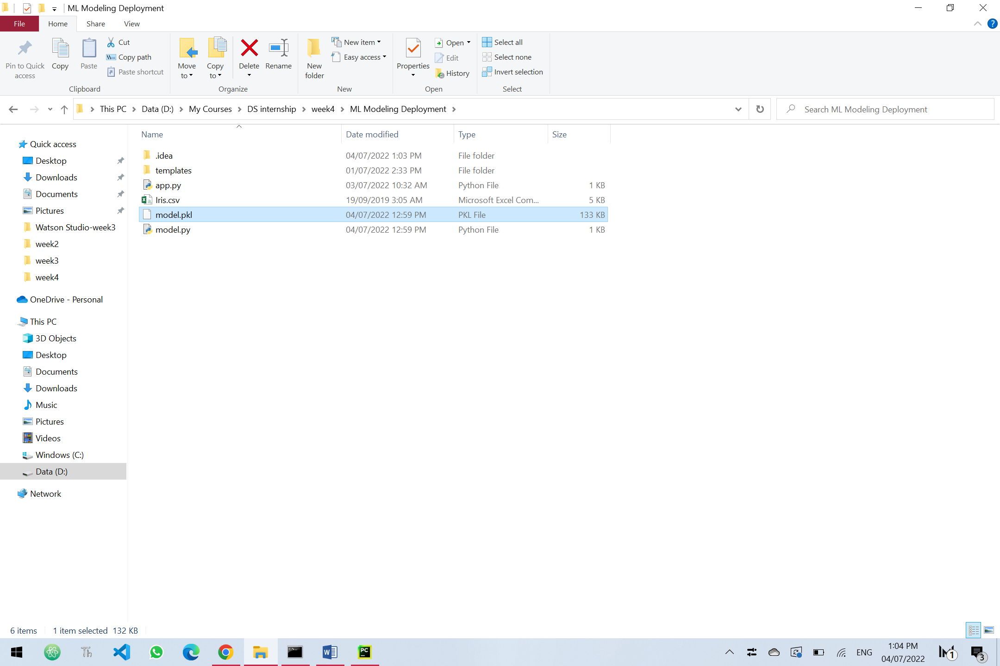 ML Modeling Deployment
File Home Share View
Pin to Quick access
Copy
Paste
Cut
Copy path
Paste shortcut
Clipboard
Move to
Copy to
Delete
Rename
Organize
New folder
New item
Easy access
New
Properties
Open
Edit
History
Open
Select all
Select none
Invert selection
Select
This PC > Data (D:) > My Courses > DS internship > week4 > ML Modeling Deployment >
Search ML Modeling Deployment
Name Date modified Type Size
.idea 04/07/2022 1:03 PM File folder
templates 01/07/2022 2:33 PM File folder
app.py 03/07/2022 10:32 AM Python File 1 KB
Iris.csv 19/09/2019 3:05 AM Microsoft Excel Com... 5 KB
model.pkl 04/07/2022 12:59 PM PKL File 133 KB
model.py 04/07/2022 12:59 PM Python File 1 KB
Quick access
Desktop
Downloads
Documents
Pictures
Watson Studio-week3
week2
week3
week4
OneDrive - Personal
This PC
3D Objects
Desktop
Documents
Downloads
Music
Pictures
Videos
Windows (C:)
Data (D:)
Network
6 items 1 item selected 132 KB
Th
W
PC
ENG
1:04 PM
04/07/2022
1
3